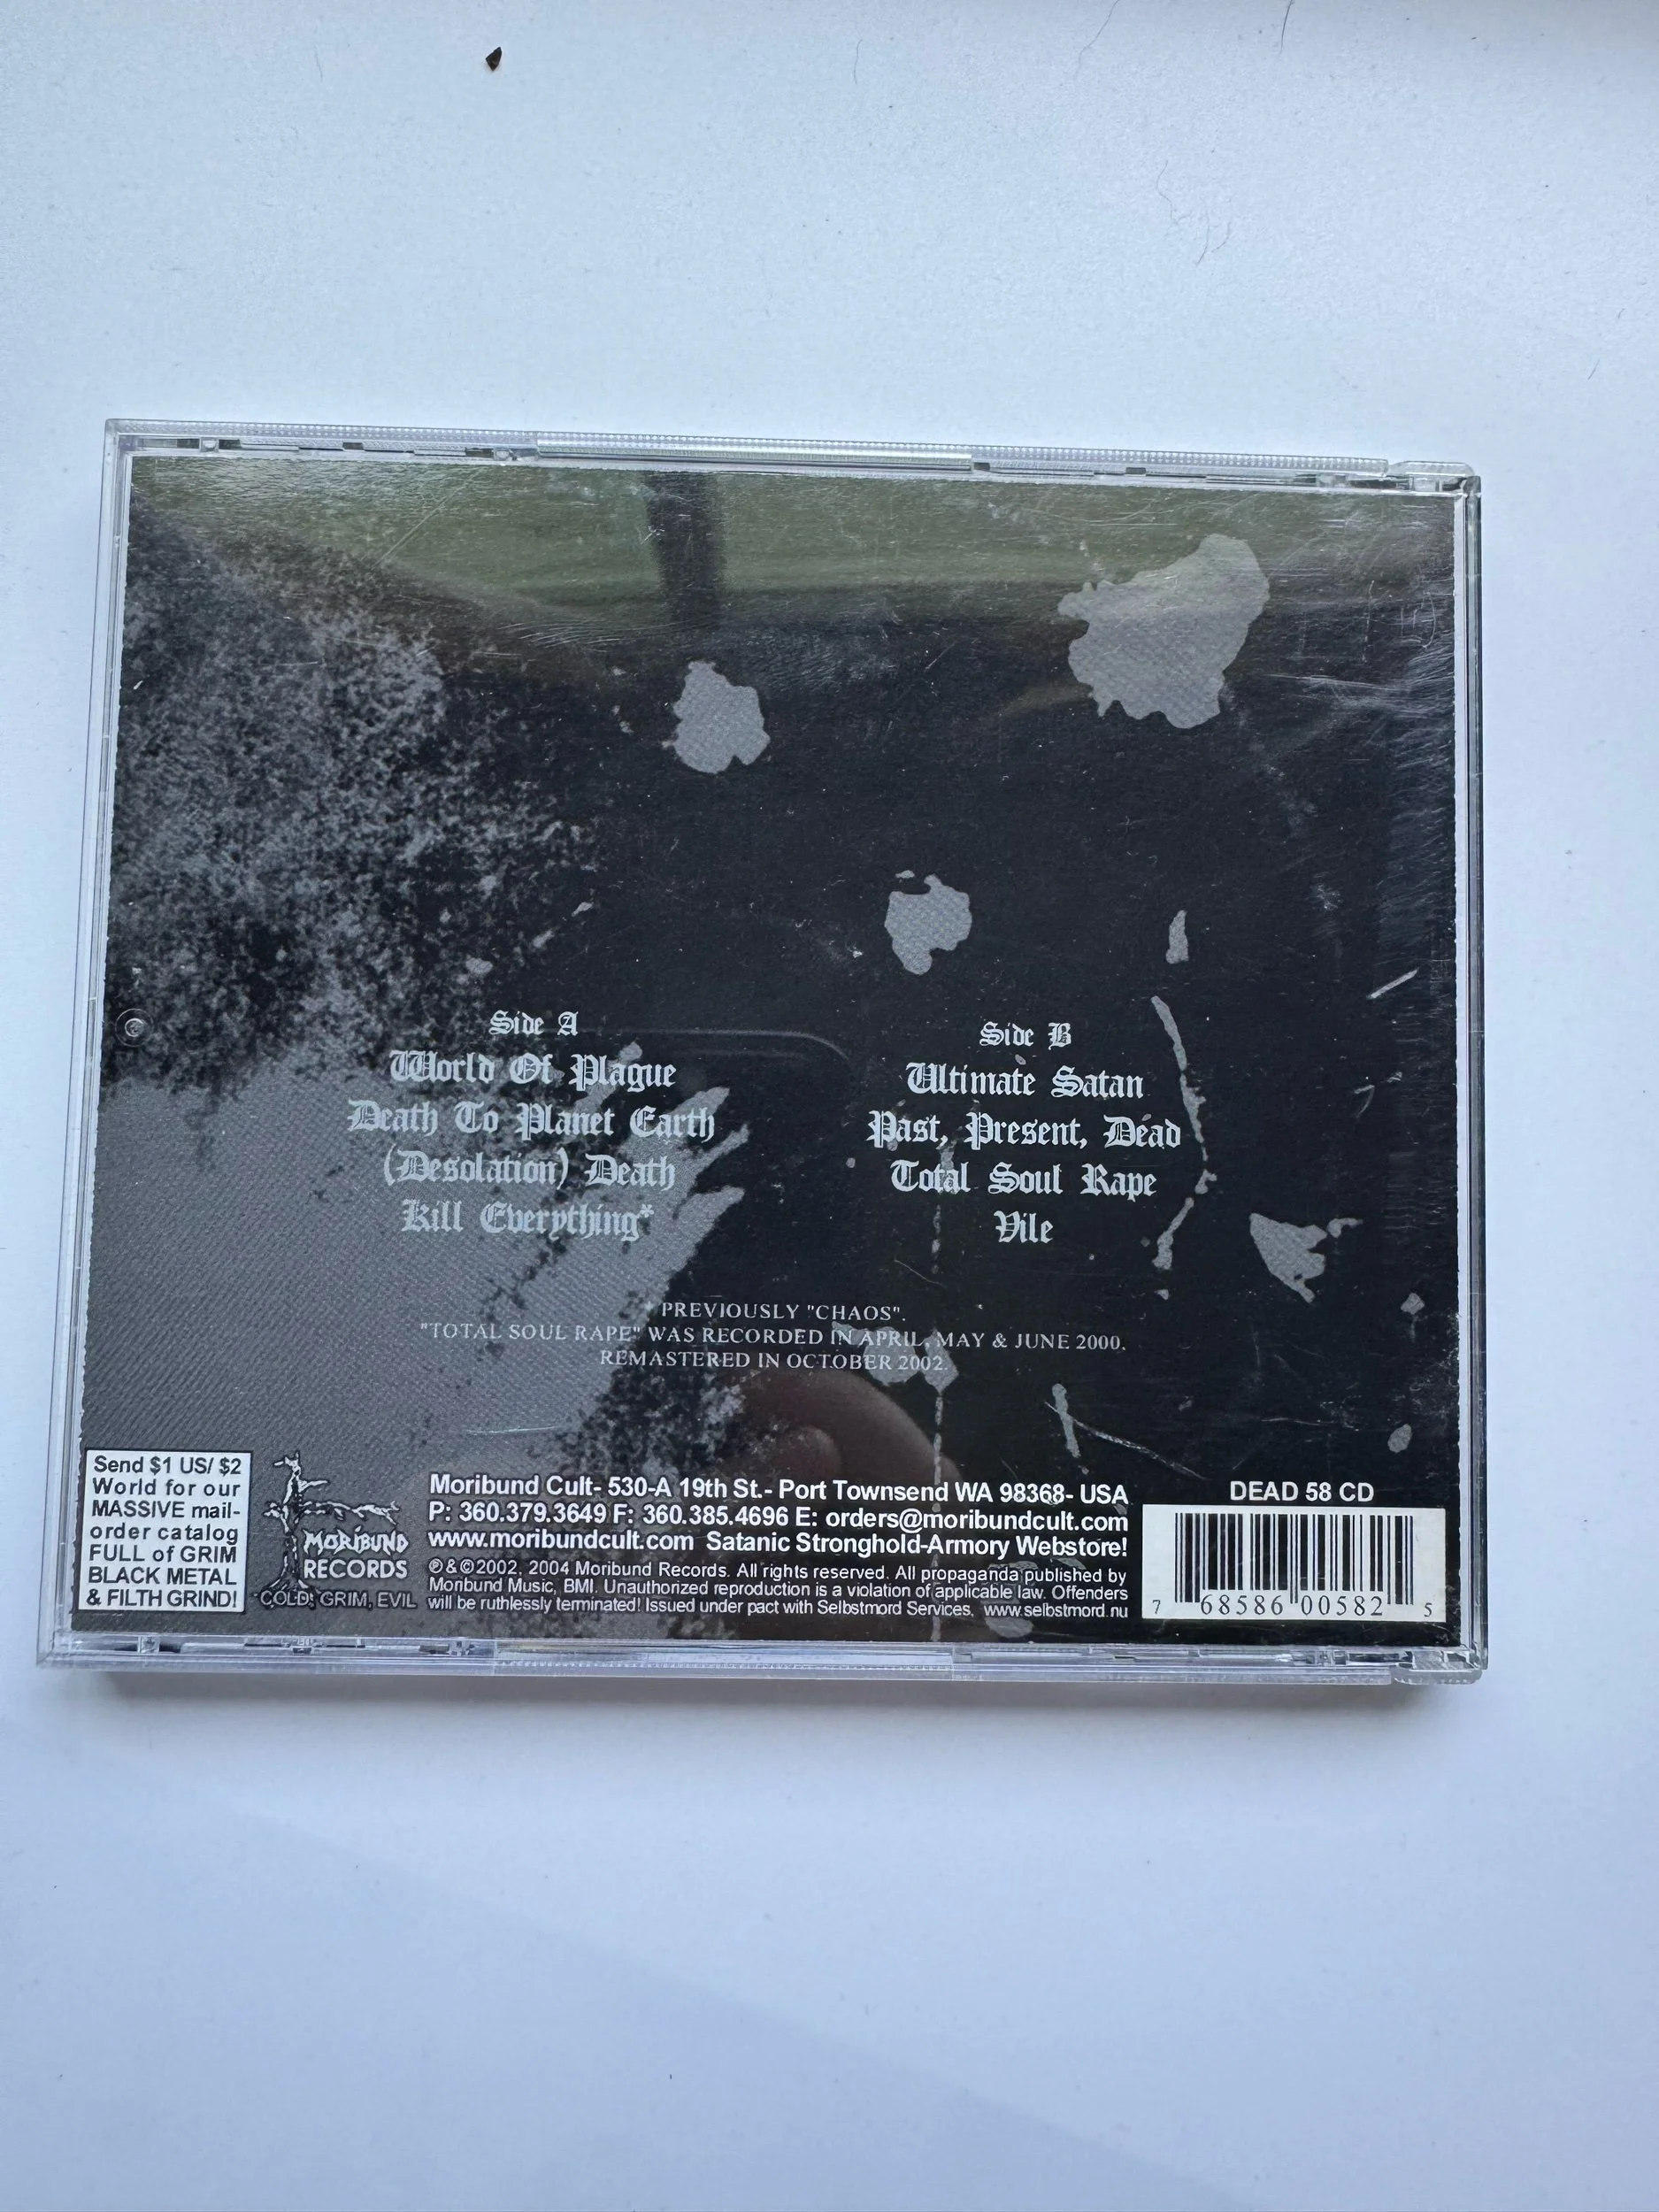 Side A
World Of Plague
Death To Planet Earth
(Desolation) Death
Kill Everything*
Side B
Ultimate Satan
Past, Present, Dead
Total Soul Rape
Vile
* PREVIOUSLY "CHAOS".
"TOTAL SOUL RAPE" WAS RECORDED IN APRIL, MAY & JUNE 2000.
REMASTERED IN OCTOBER 2002.
Send $1 US/ $2
World for our
MASSIVE mail-
order catalog
FULL of GRIM
BLACK METAL
& FILTH GRIND!
MORIBUND
RECORDS
COLD, GRIM, EVIL
Moribund Cult- 530-A 19th St.- Port Townsend WA 98368- USA
P: 360.379.3649 F: 360.385.4696 E: orders@moribundcult.com
www.moribundcult.com Satanic Stronghold-Armory Webstore!
℗&©2002, 2004 Moribund Records. All rights reserved. All propaganda published by
Moribund Music, BMI. Unauthorized reproduction is a violation of applicable law. Offenders
will be ruthlessly terminated! Issued under pact with Selbstmord Services, www.selbstmord.nu
DEAD 58 CD
7 68586 00582 5